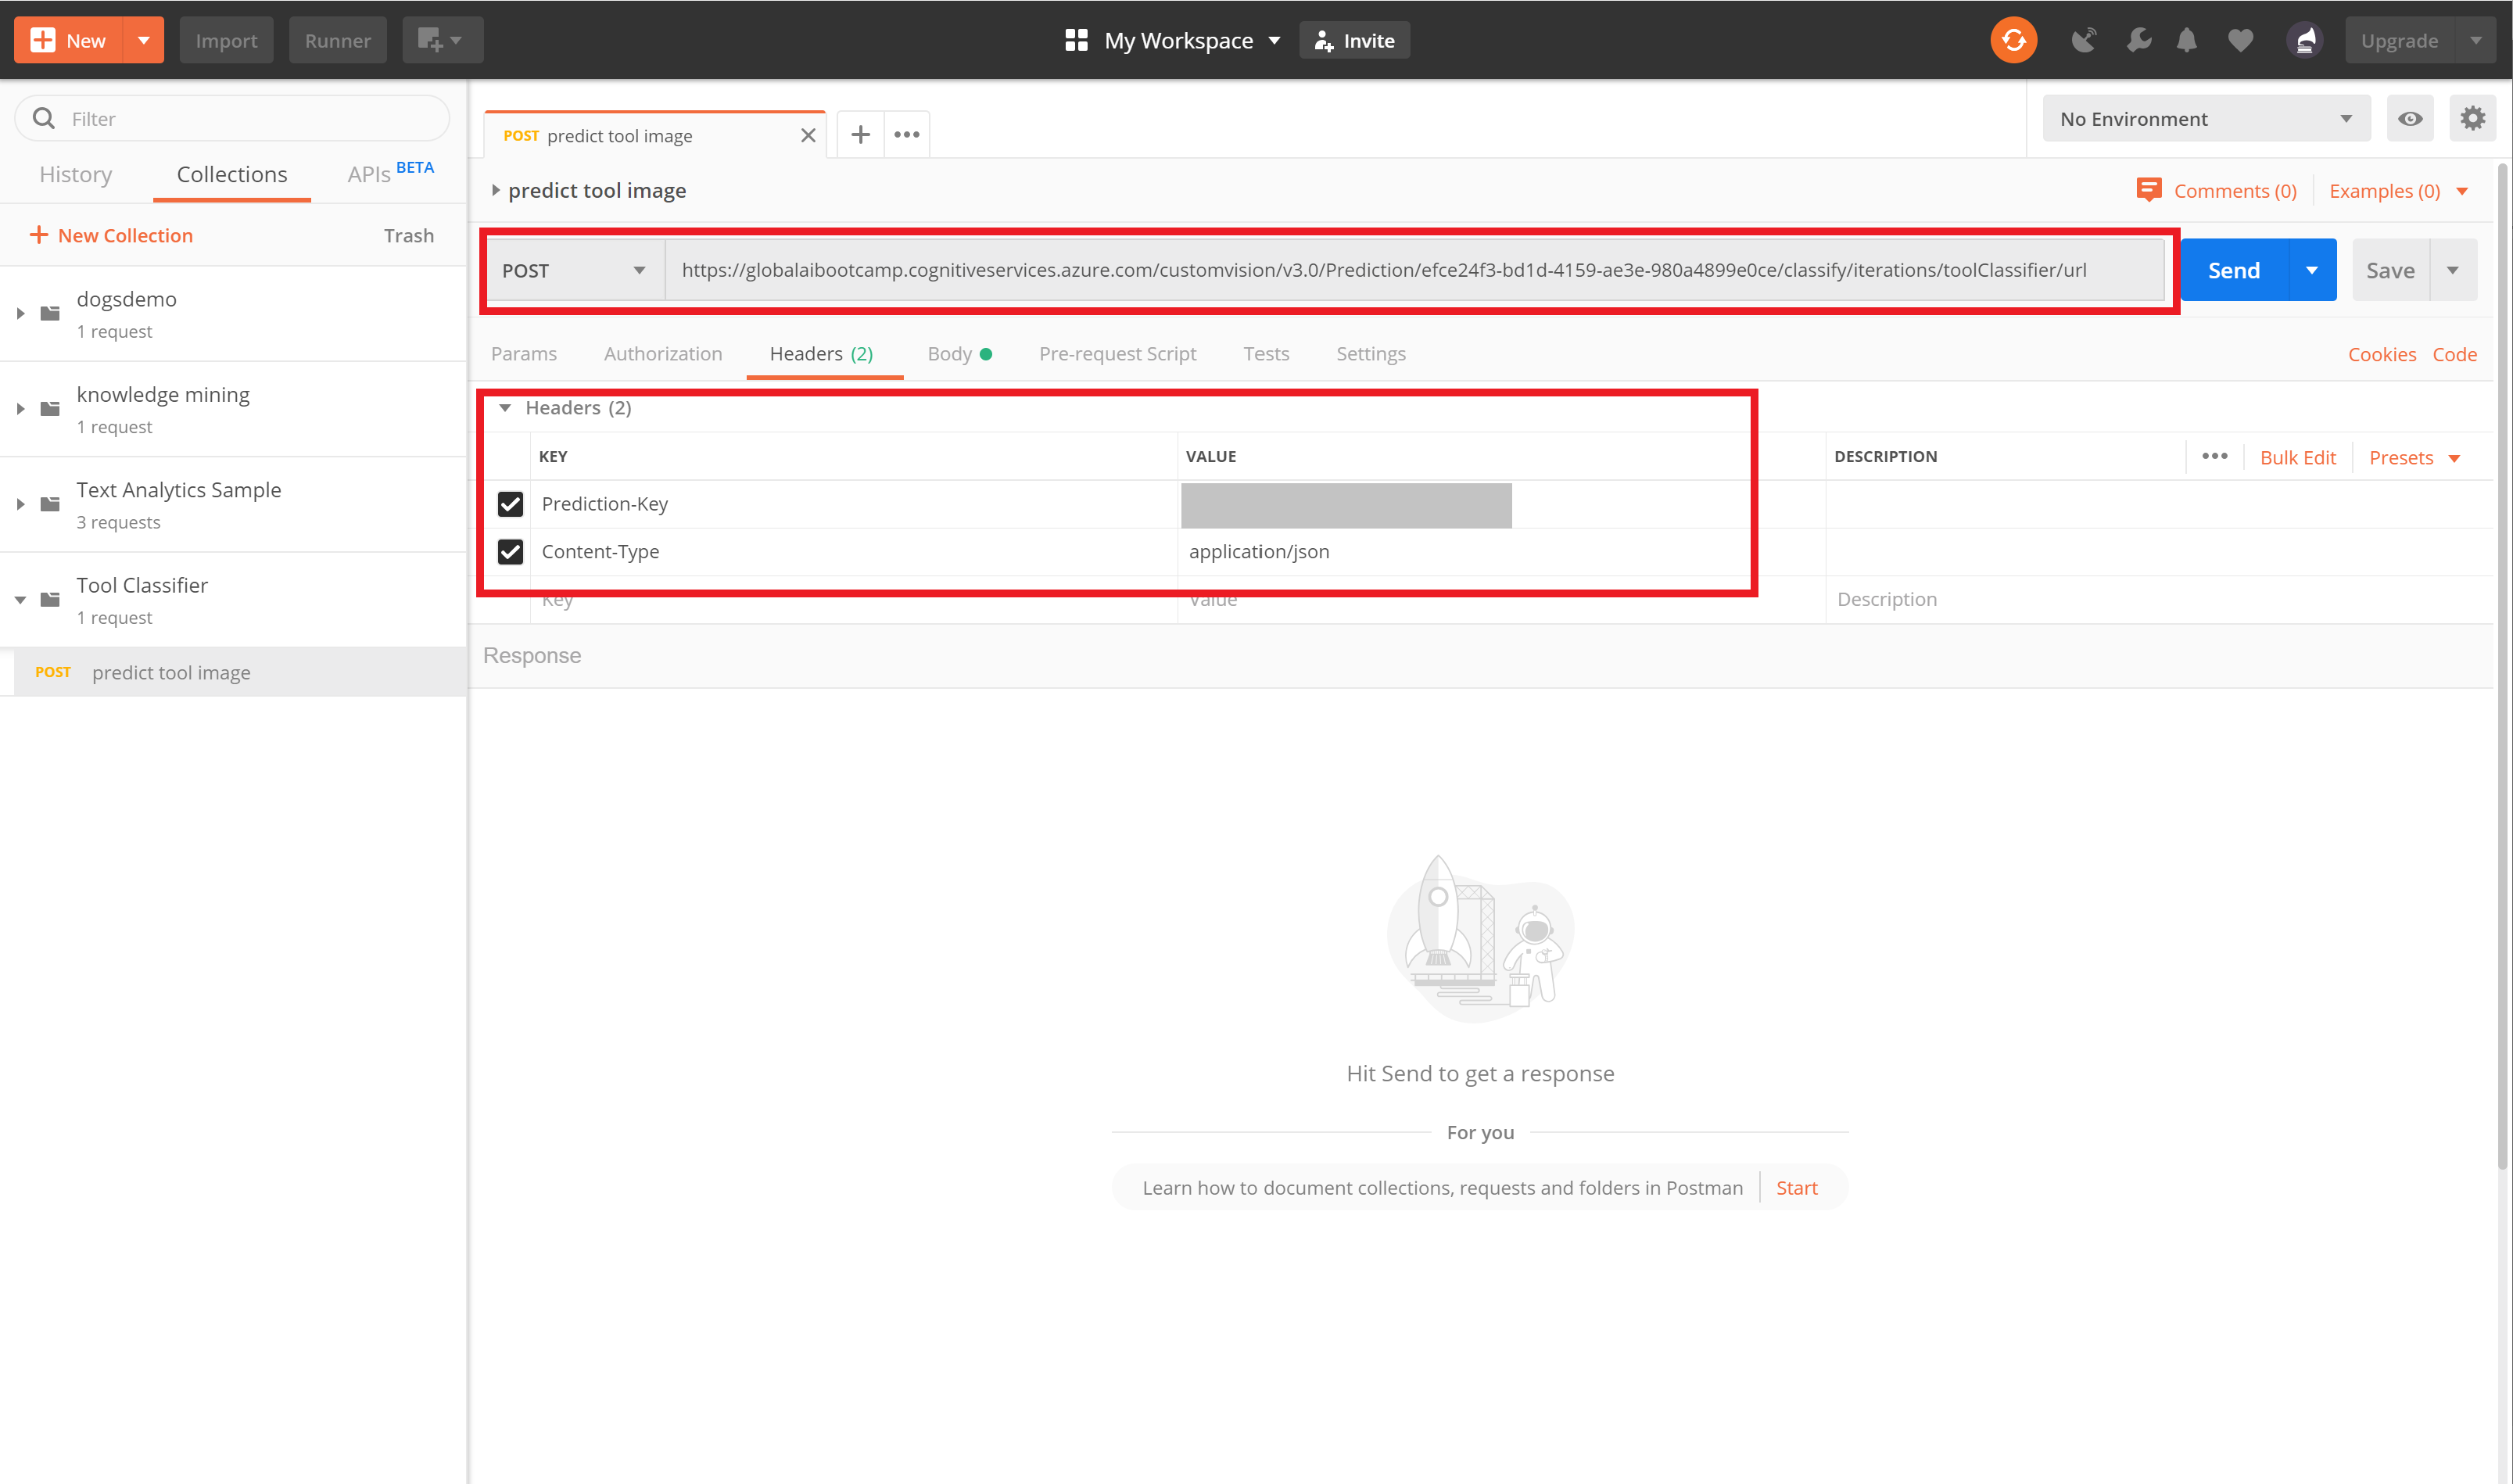 New Import Runner My Workspace Invite Upgrade
Filter
History Collections APIs BETA
+ New Collection Trash
dogsdemo
1 request
knowledge mining
1 request
Text Analytics Sample
3 requests
Tool Classifier
1 request
POST predict tool image
POST predict tool image
No Environment
predict tool image
Comments (0) Examples (0)
POST https://globalaibootcamp.cognitiveservices.azure.com/customvision/v3.0/Prediction/efce24f3-bd1d-4159-ae3e-980a4899e0ce/classify/iterations/toolClassifier/url Send Save
Params Authorization Headers (2) Body Pre-request Script Tests Settings Cookies Code
Headers (2)
KEY VALUE DESCRIPTION Bulk Edit Presets
Prediction-Key
Content-Type application/json
Key Value Description
Response
Hit Send to get a response
For you
Learn how to document collections, requests and folders in Postman Start